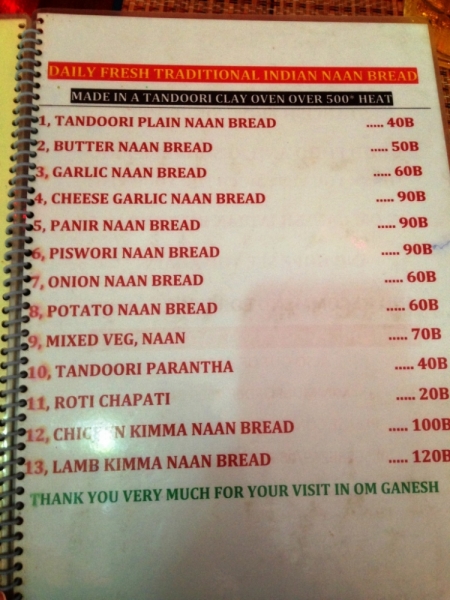 DAILY FRESH TRADITIONAL INDIAN NAAN BREAD
MADE IN A TANDOORI CLAY OVEN OVER 500° HEAT
1, TANDOORI PLAIN NAAN BREAD ..... 40B
2, BUTTER NAAN BREAD ..... 50B
3, GARLIC NAAN BREAD ..... 60B
4, CHEESE GARLIC NAAN BREAD ..... 90B
5, PANIR NAAN BREAD ..... 90B
6, PISWORI NAAN BREAD ..... 90B
7, ONION NAAN BREAD ..... 60B
8, POTATO NAAN BREAD ..... 60B
9, MIXED VEG, NAAN ..... 70B
10, TANDOORI PARANTHA ..... 40B
11, ROTI CHAPATI ..... 20B
12, CHICKEN KIMMA NAAN BREAD ..... 100B
13, LAMB KIMMA NAAN BREAD ..... 120B
THANK YOU VERY MUCH FOR YOUR VISIT IN OM GANESH